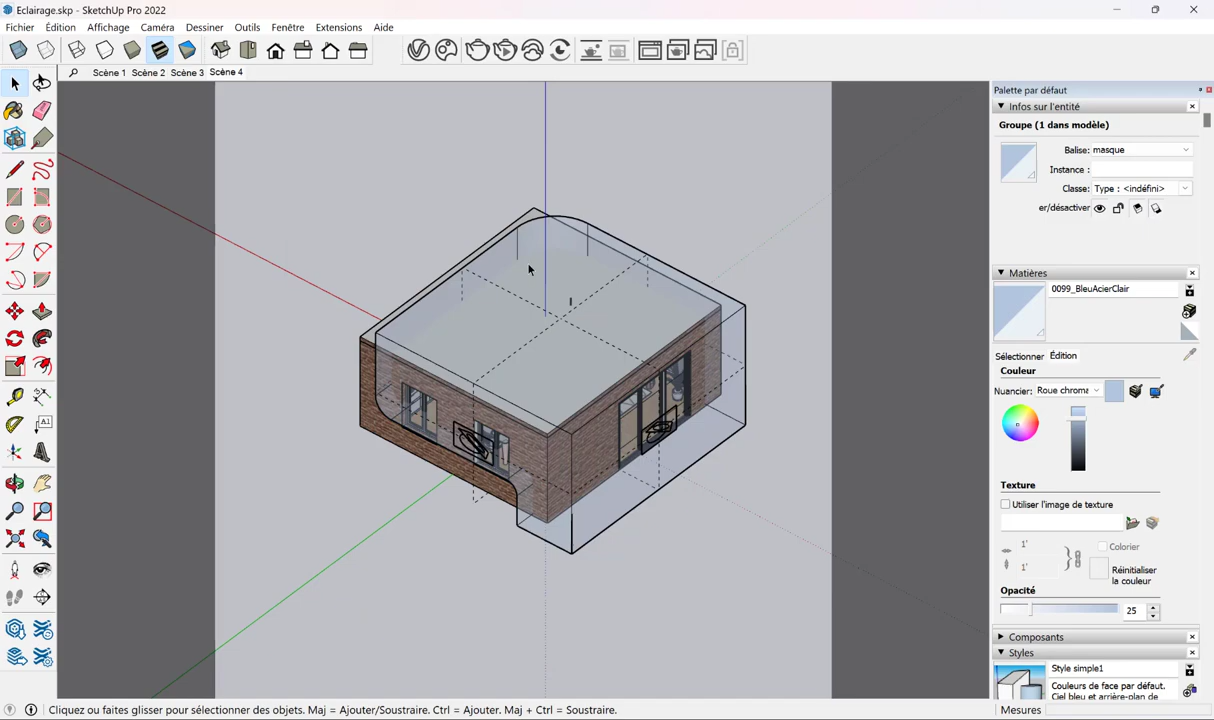 Eclairage.skp - SketchUp Pro 2022
Fichier Édition Affichage Caméra Dessiner Outils Fenêtre Extensions Aide
Scène 1 Scène 2 Scène 3 Scène 4
Palette par défaut
Infos sur l'entité
Groupe (1 dans modèle)
Balise: masque
Instance :
Classe: Type : <indéfini>
er/désactiver
Matières
0099_BleuAcierClair
Sélectionner Édition
Couleur
Nuancier: Roue chroma
Texture
Utiliser l'image de texture
1'
Colorier
1'
Réinitialiser
la couleur
Opacité
25
Composants
Styles
Style simple1
Couleurs de face par défaut.
Ciel bleu et arrière-plan de
A1
Cliquez ou faites glisser pour sélectionner des objets. Maj = Ajouter/Soustraire. Ctrl = Ajouter. Maj + Ctrl = Soustraire.
Mesures